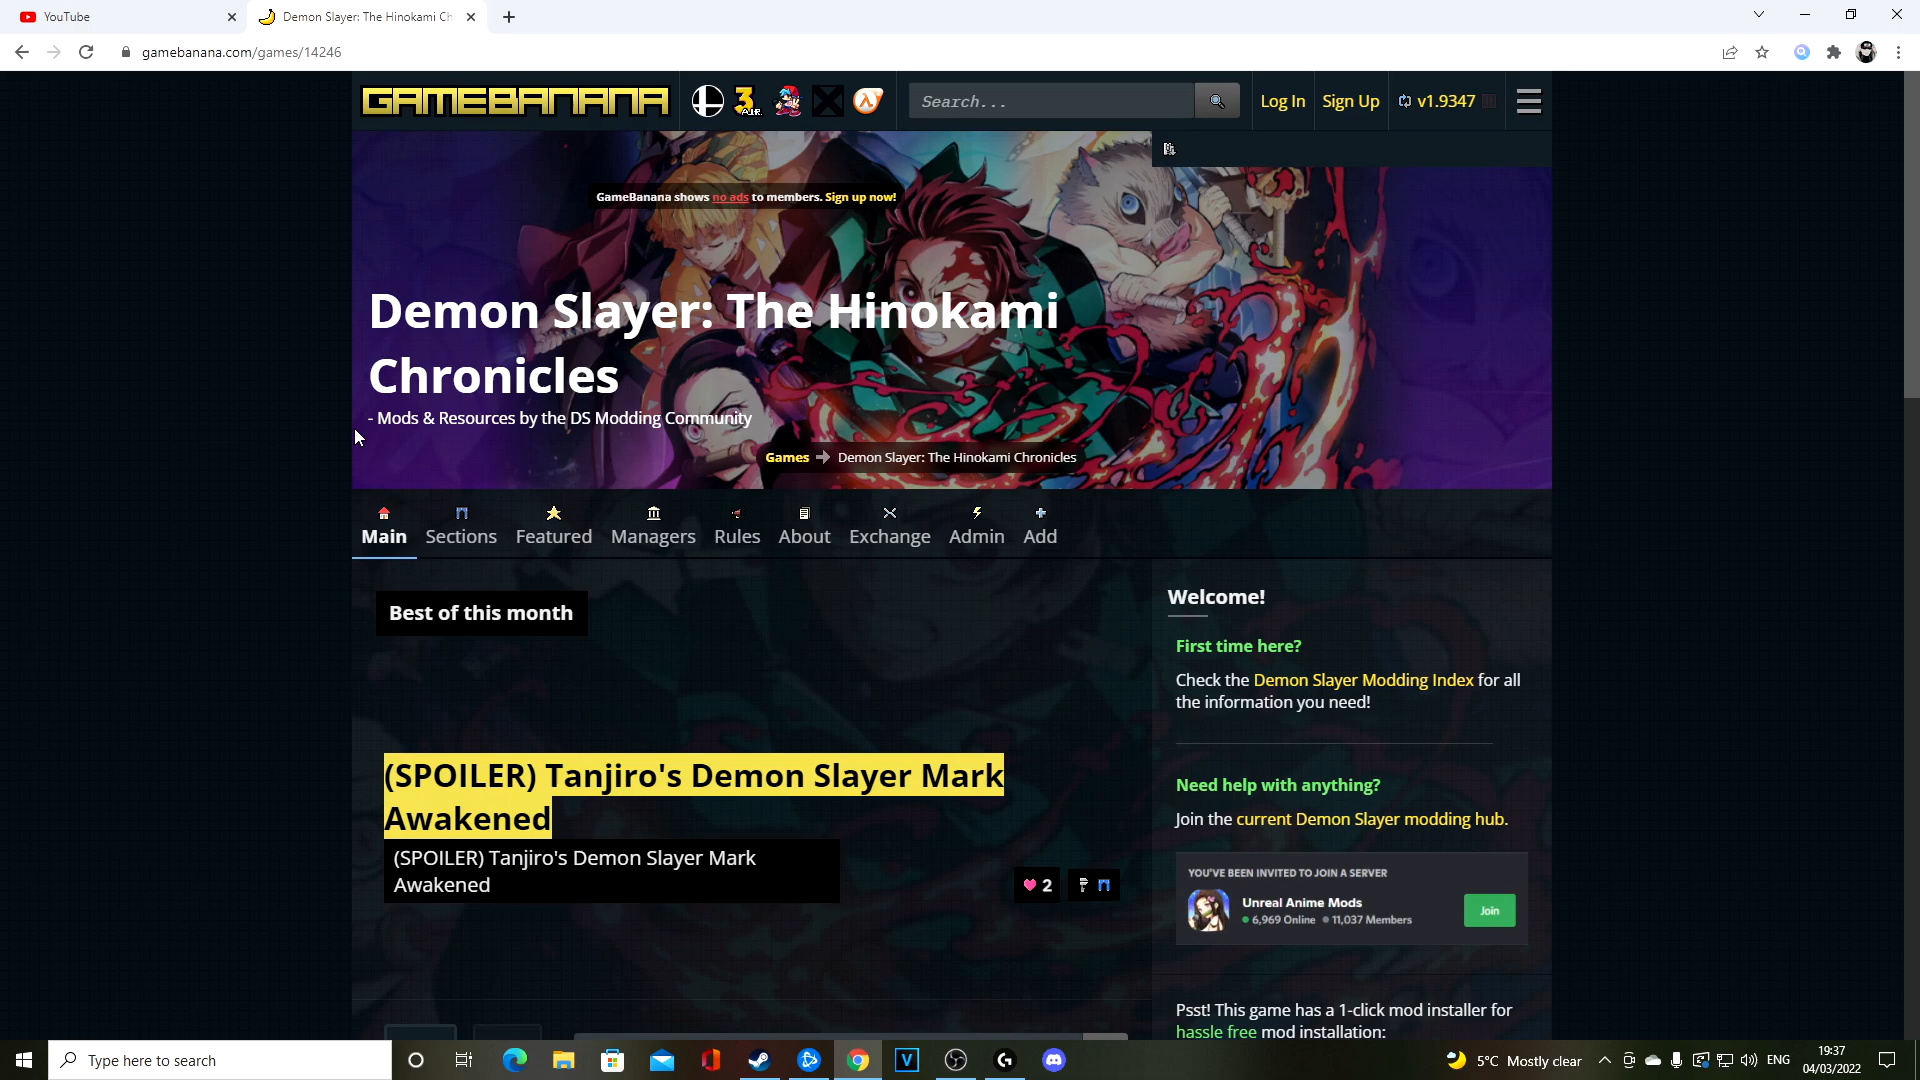 YouTube
Demon Slayer: The Hinokami Ch
gamebanana.com/games/14246
GAMEBANANA
3
A.I.R.
Search...
Log In
Sign Up
v1.9347
GameBanana shows no ads to members. Sign up now!
Demon Slayer: The Hinokami
Chronicles
- Mods & Resources by the DS Modding Community
Games
Demon Slayer: The Hinokami Chronicles
Main
Sections
Featured
Managers
Rules
About
Exchange
Admin
Add
Best of this month
(SPOILER) Tanjiro's Demon Slayer Mark
Awakened
(SPOILER) Tanjiro's Demon Slayer Mark
Awakened
2
Welcome!
First time here?
Check the Demon Slayer Modding Index for all
the information you need!
Need help with anything?
Join the current Demon Slayer modding hub.
YOU'VE BEEN INVITED TO JOIN A SERVER
Unreal Anime Mods
6,969 Online
11,037 Members
Join
Psst! This game has a 1-click mod installer for
hassle free mod installation:
Type here to search
V
5°C Mostly clear
ENG
19:37
04/03/2022